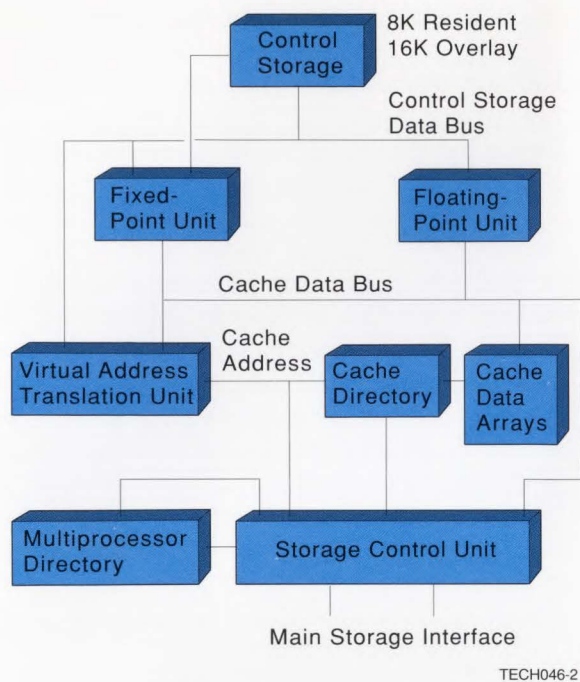 Control
Storage
8K Resident
16K Overlay
Control Storage
Data Bus
Fixed-
Point Unit
Floating-
Point Unit
Cache Data Bus
Cache
Address
Virtual Address
Translation Unit
Cache
Directory
Cache
Data
Arrays
Multiprocessor
Directory
Storage Control Unit
Main Storage Interface
TECH046-2